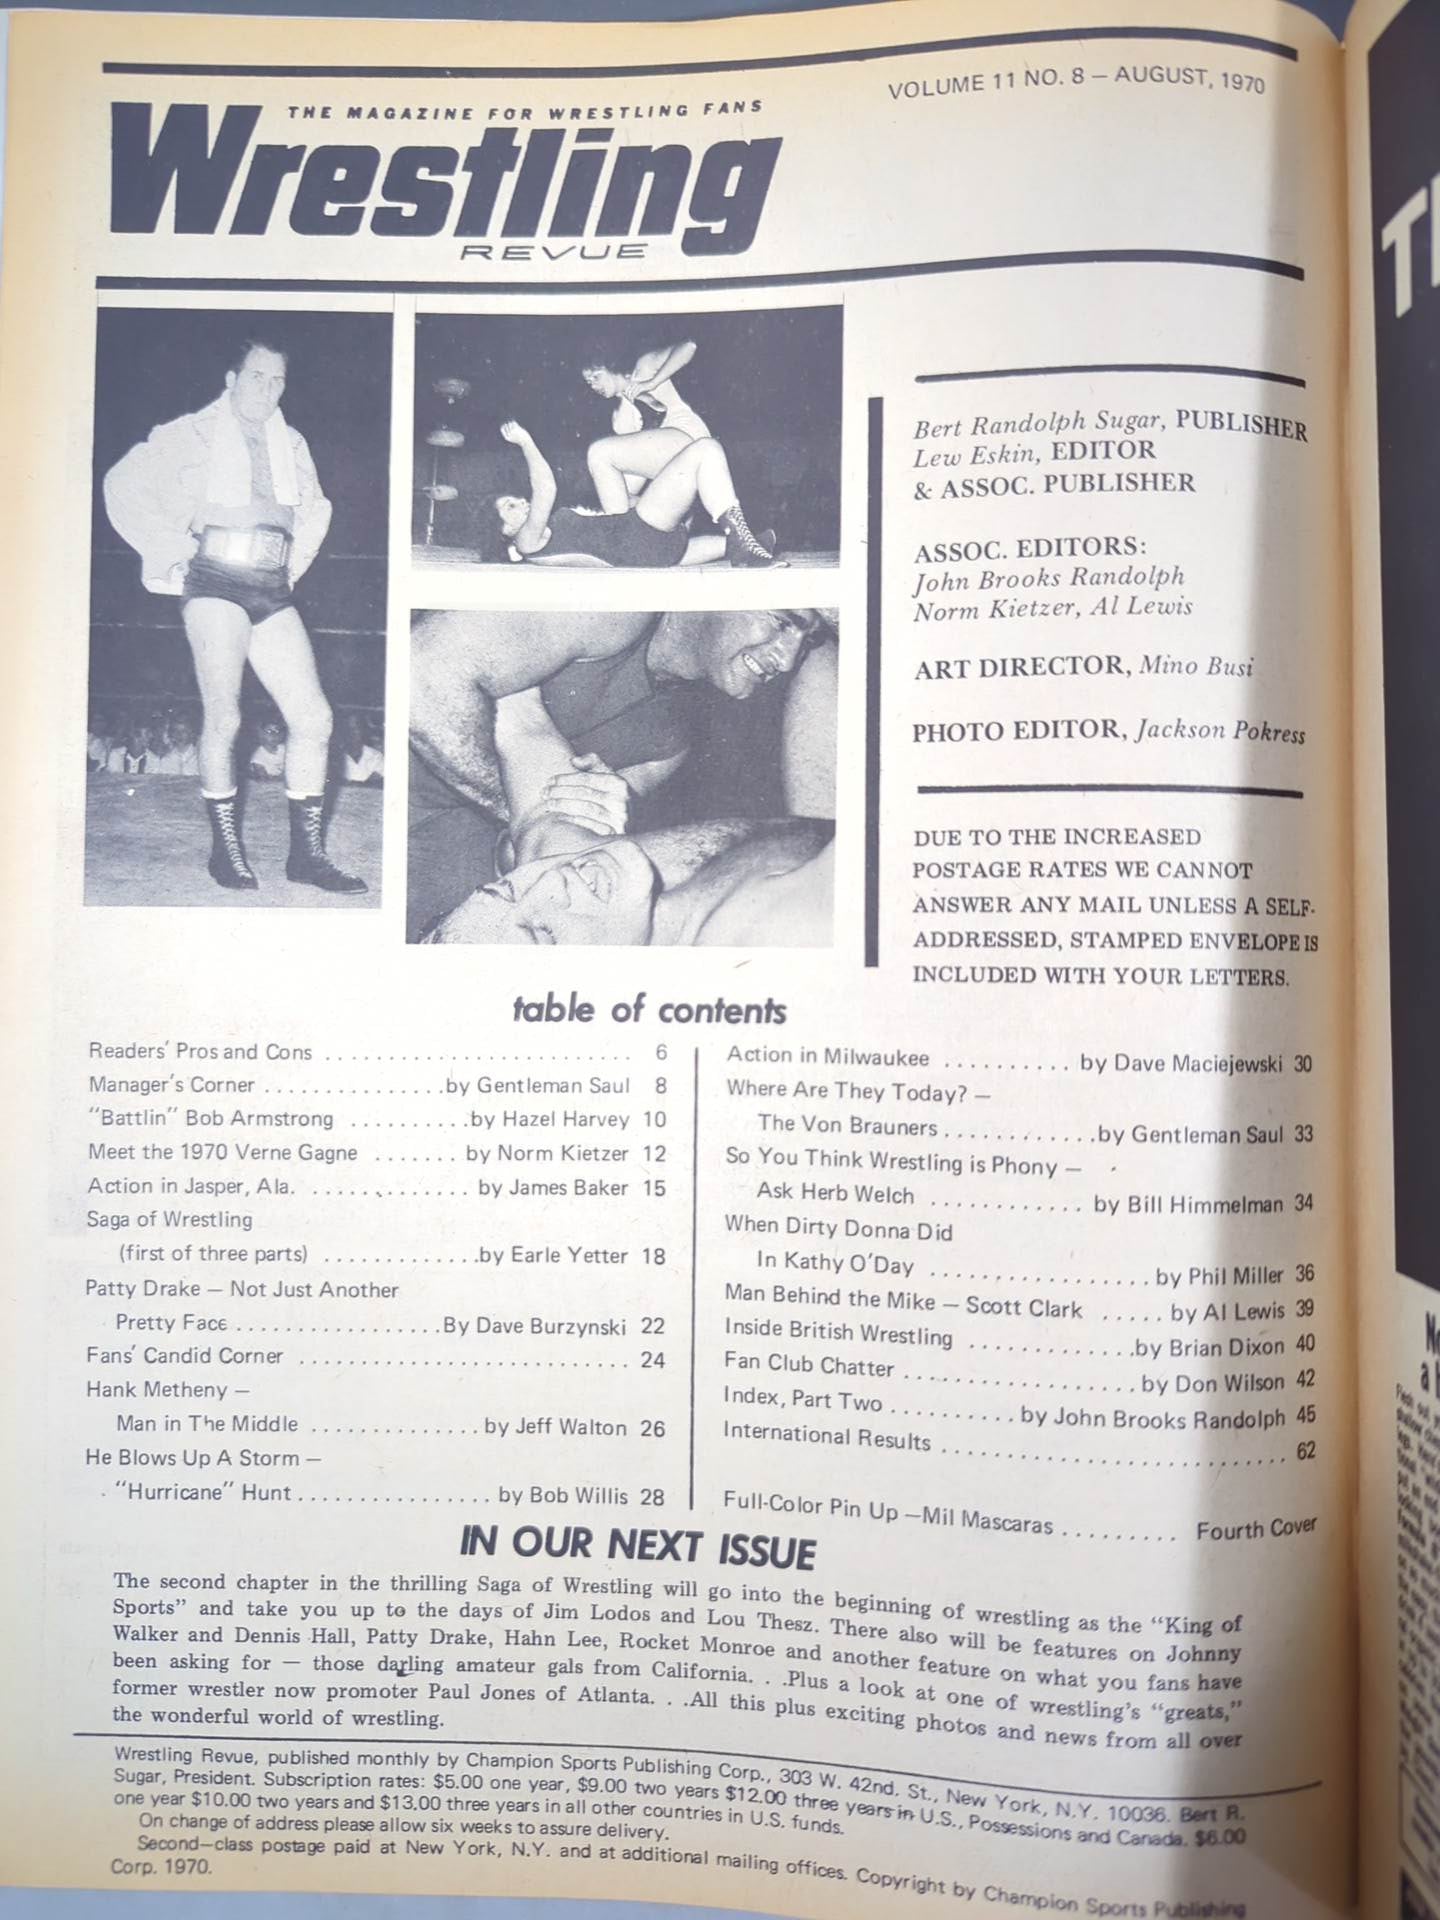 VOLUME 11 NO. 8 — AUGUST, 1970
THE MAGAZINE FOR WRESTLING FANS
Wrestling
REVUE
Bert Randolph Sugar, PUBLISHER
Lew Eskin, EDITOR
& ASSOC. PUBLISHER
ASSOC. EDITORS:
John Brooks Randolph
Norm Kietzer, Al Lewis
ART DIRECTOR, Mino Busi
PHOTO EDITOR, Jackson Pokress
DUE TO THE INCREASED
POSTAGE RATES WE CANNOT
ANSWER ANY MAIL UNLESS A SELF-
ADDRESSED, STAMPED ENVELOPE IS
INCLUDED WITH YOUR LETTERS.
table of contents
Readers' Pros and Cons ......................... 6
Manager's Corner ...............by Gentleman Saul 8
"Battlin" Bob Armstrong ..........by Hazel Harvey 10
Meet the 1970 Verne Gagne ....... by Norm Kietzer 12
Action in Jasper, Ala. ............. by James Baker 15
Saga of Wrestling
(first of three parts) .............by Earle Yetter 18
Patty Drake — Not Just Another
Pretty Face .................By Dave Burzynski 22
Fans' Candid Corner ........................... 24
Hank Metheny —
Man in The Middle .............. by Jeff Walton 26
He Blows Up A Storm —
"Hurricane" Hunt ................ by Bob Willis 28
Action in Milwaukee .......... by Dave Maciejewski 30
Where Are They Today? —
The Von Brauners ............by Gentleman Saul 33
So You Think Wrestling is Phony —
Ask Herb Welch ............ by Bill Himmelman 34
When Dirty Donna Did
In Kathy O'Day ................. by Phil Miller 36
Man Behind the Mike — Scott Clark ..... by Al Lewis 39
Inside British Wrestling .............by Brian Dixon 40
Fan Club Chatter ..................by Don Wilson 42
Index, Part Two ..........by John Brooks Randolph 45
International Results ............................ 62
Full-Color Pin Up —Mil Mascaras ......... Fourth Cover
IN OUR NEXT ISSUE
The second chapter in the thrilling Saga of Wrestling will go into the beginning of wrestling as the "King of
Sports" and take you up to the days of Jim Lodos and Lou Thesz. There also will be features on Johnny
Walker and Dennis Hall, Patty Drake, Hahn Lee, Rocket Monroe and another feature on what you fans have
been asking for — those darling amateur gals from California. . .Plus a look at one of wrestling's "greats,"
former wrestler now promoter Paul Jones of Atlanta. . .All this plus exciting photos and news from all over
the wonderful world of wrestling.
Wrestling Revue, published monthly by Champion Sports Publishing Corp., 303 W. 42nd. St., New York, N.Y. 10036. Bert R.
Sugar, President. Subscription rates: $5.00 one year, $9.00 two years $12.00 three years in U.S., Possessions and Canada. $6.00
one year $10.00 two years and $13.00 three years in all other countries in U.S. funds.
On change of address please allow six weeks to assure delivery.
Second—class postage paid at New York, N.Y. and at additional mailing offices. Copyright by Champion Sports Publishing
Corp. 1970.